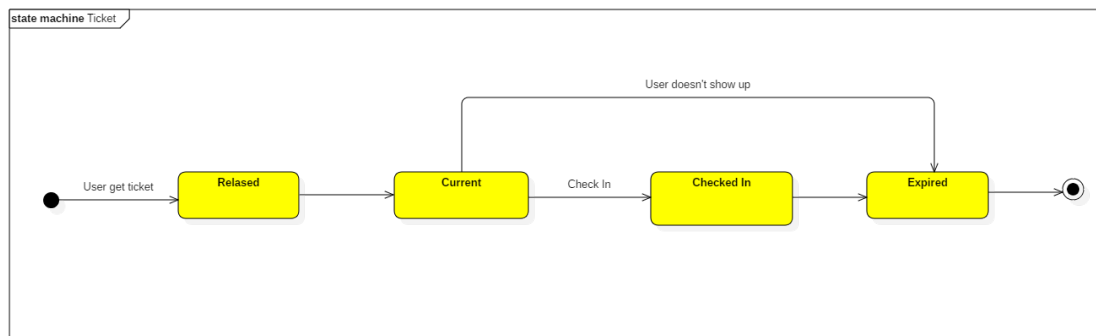 state machine Ticket
User doesn't show up
User get ticket
Relased
Current
Check In
Checked In
Expired